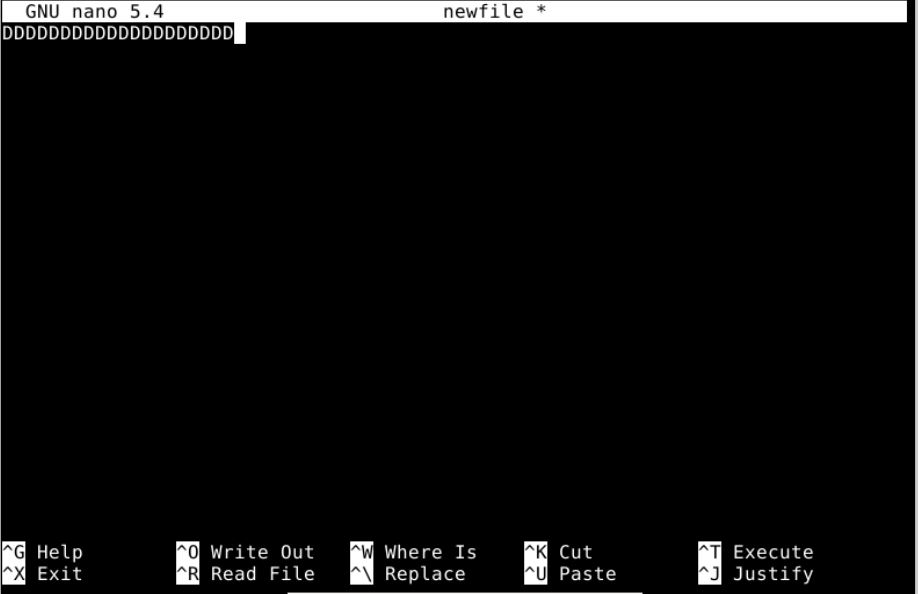 GNU nano 5.4 newfile *
DDDDDDDDDDDDDDDDDDDD
^G Help ^O Write Out ^W Where Is ^K Cut ^T Execute
^X Exit ^R Read File ^\ Replace ^U Paste ^J Justify